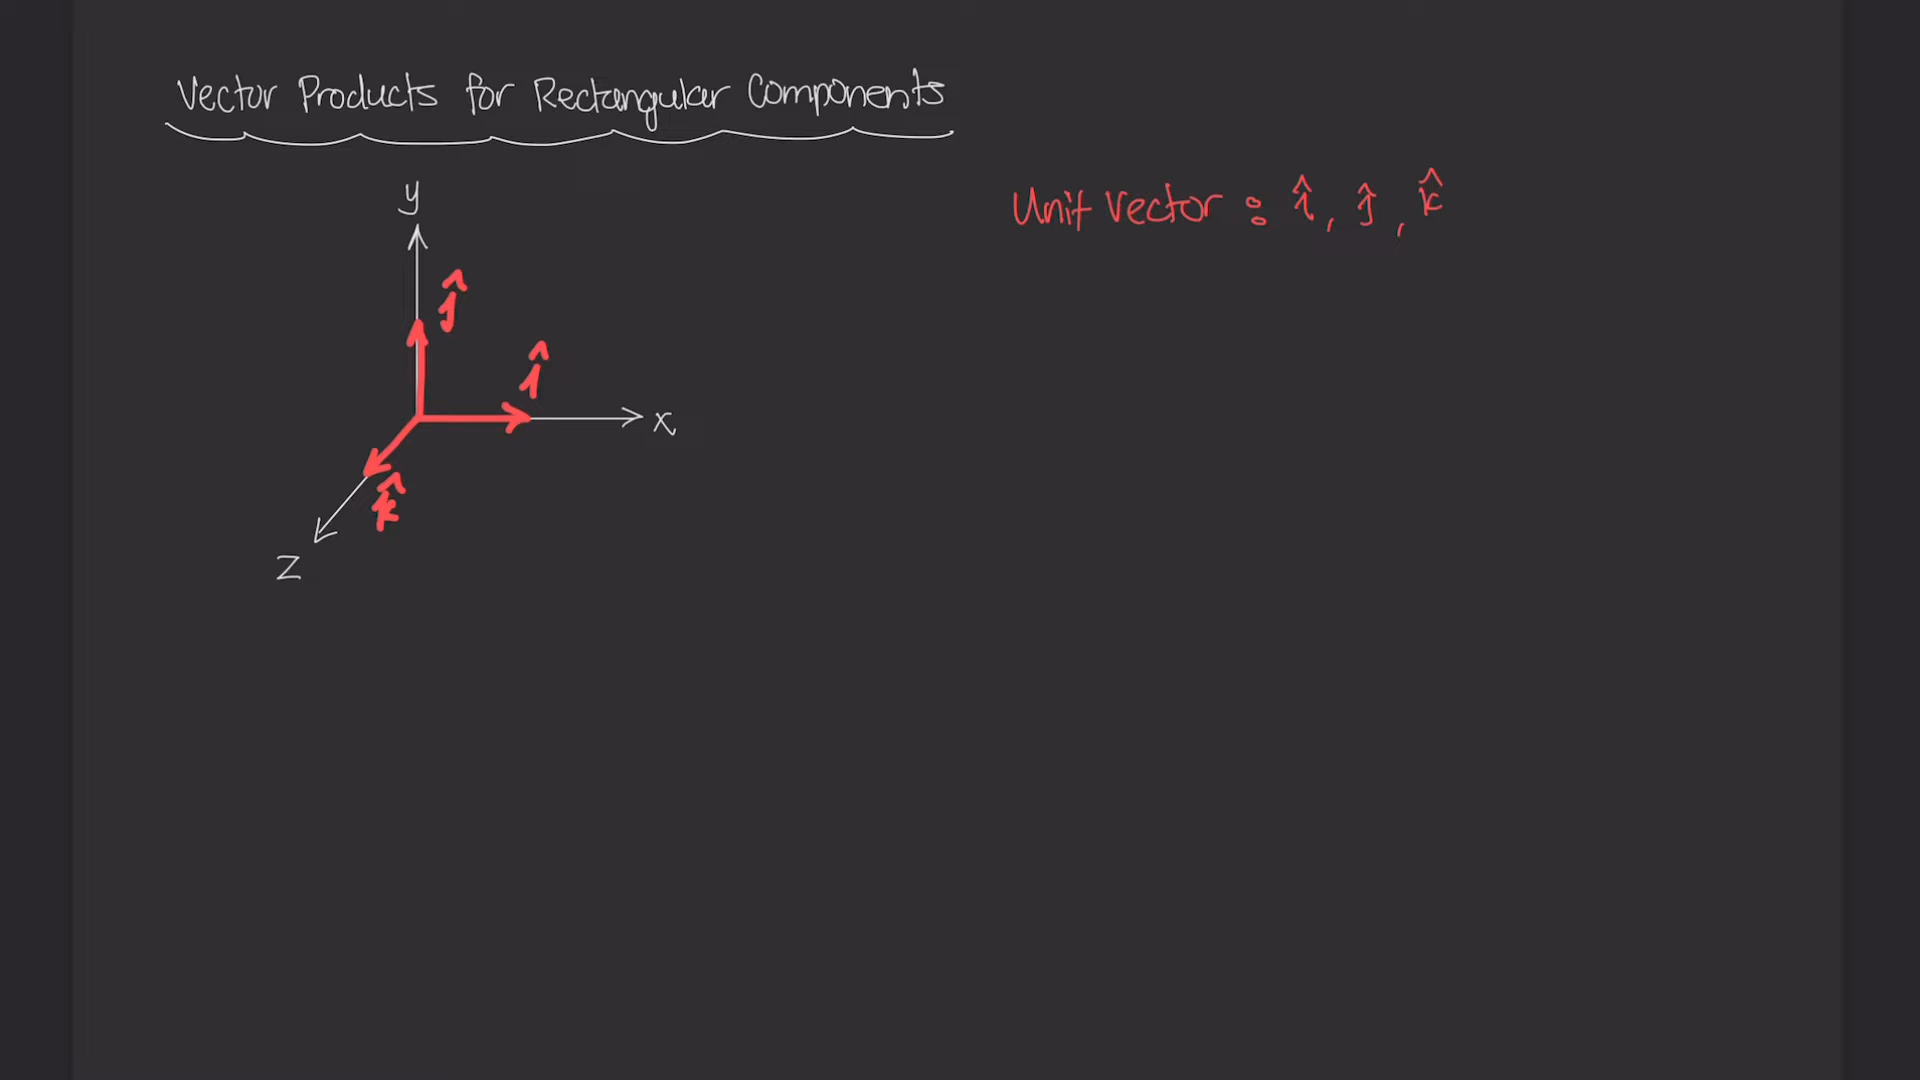 Vector Products for Rectangular Components
y
Unit Vector : î, ĵ, k̂
ĵ
î
x
k̂
z